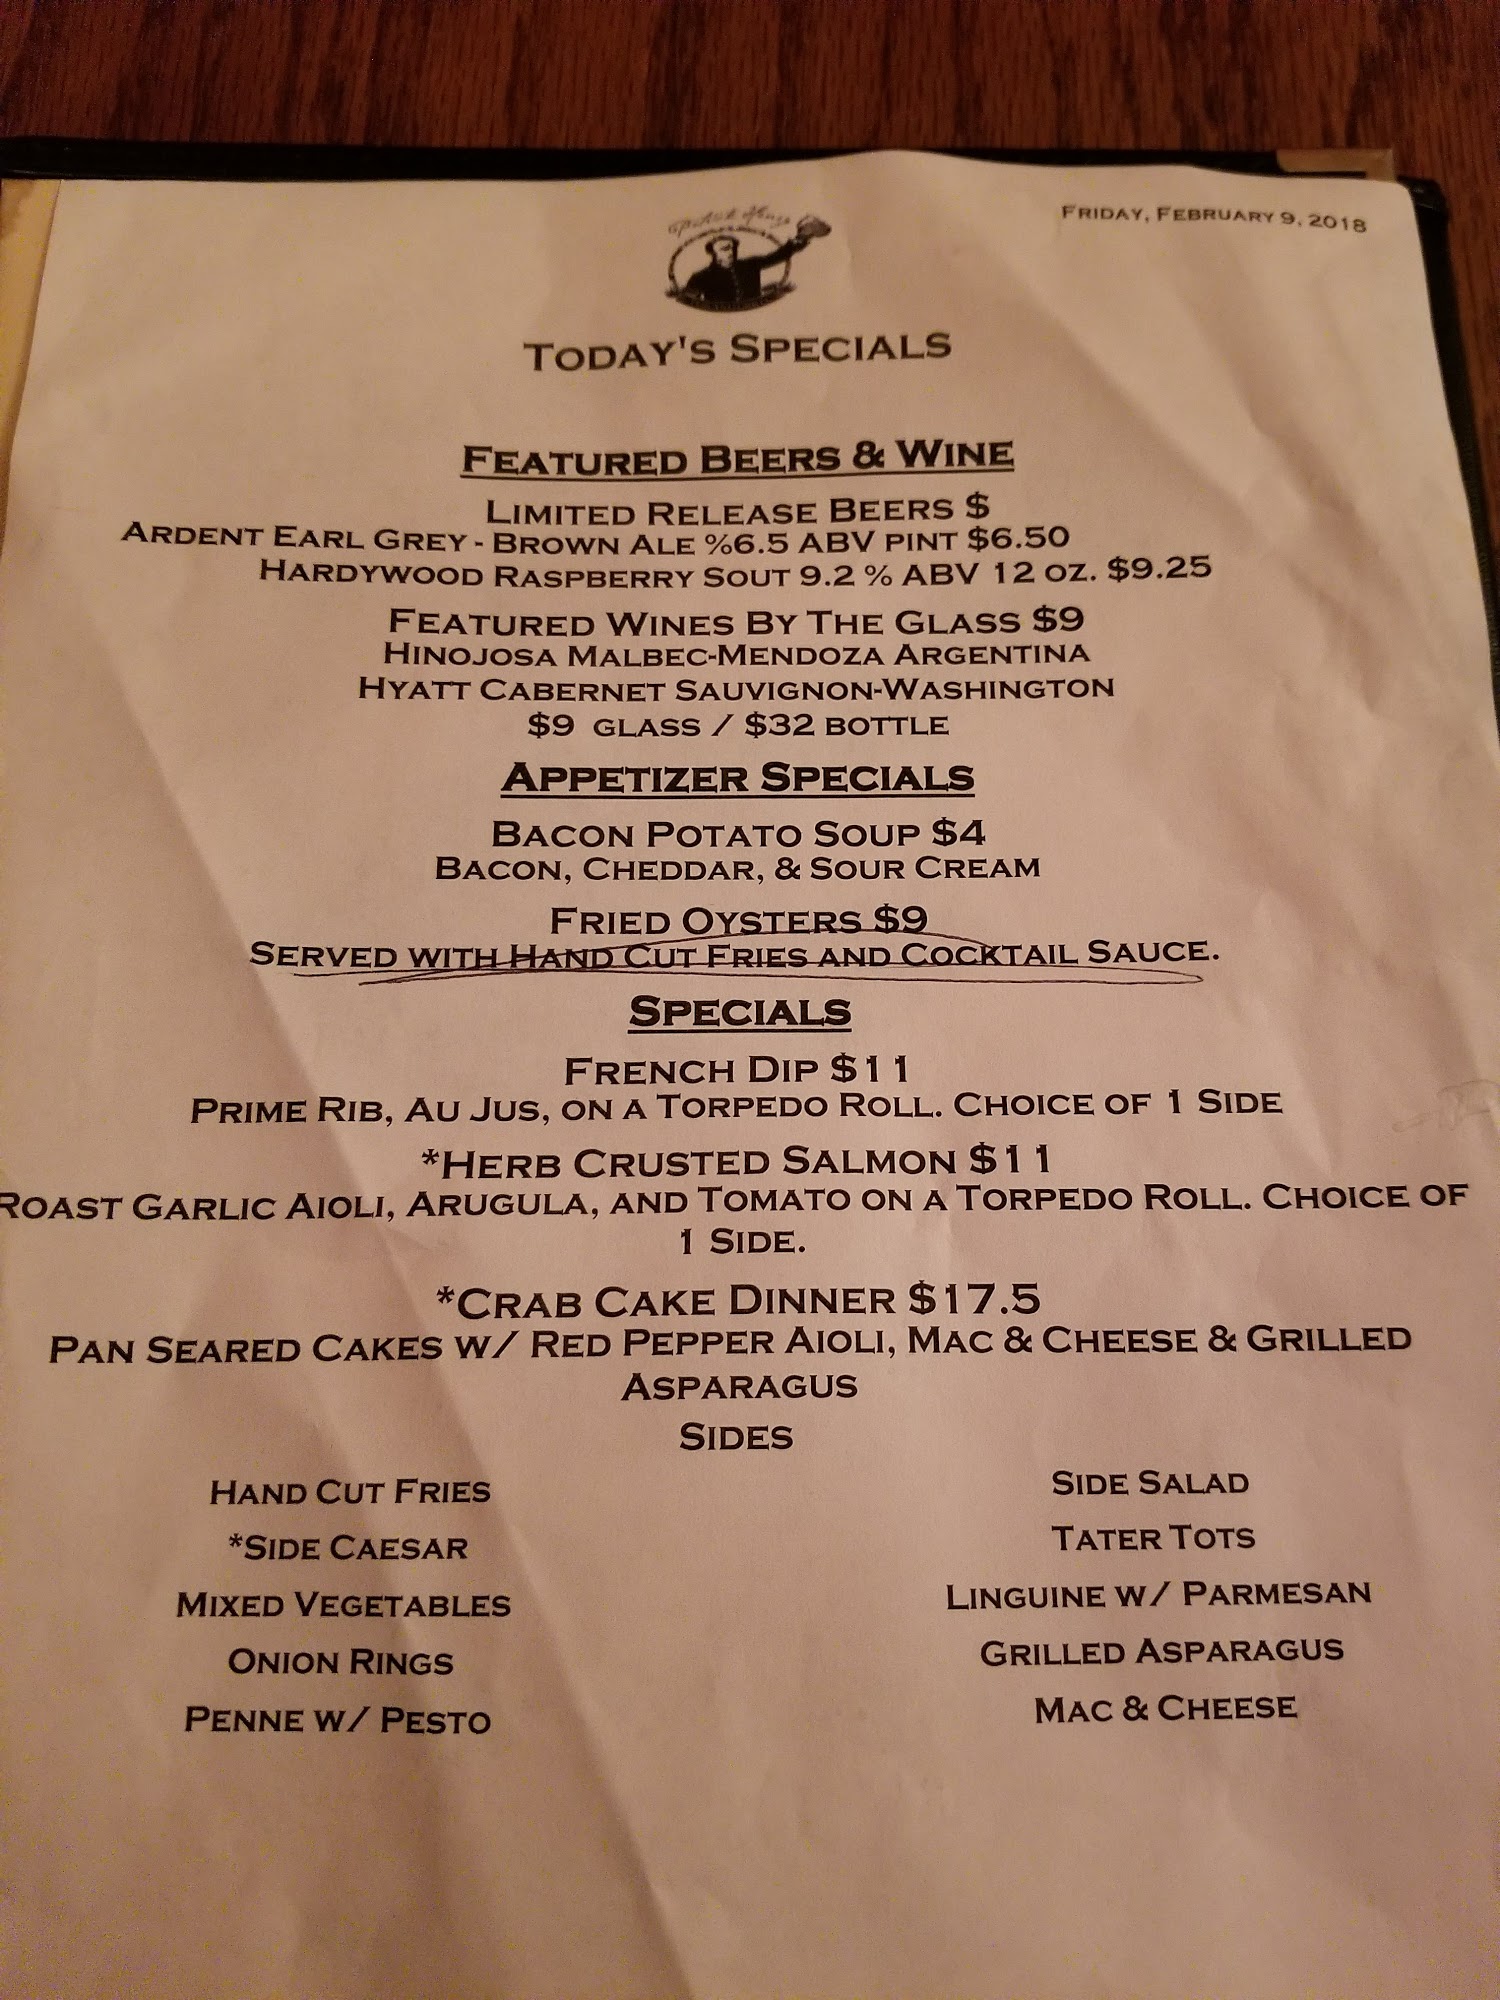 Patrick Henry
FRIDAY, FEBRUARY 9, 2018
TODAY'S SPECIALS
FEATURED BEERS & WINE
LIMITED RELEASE BEERS $
ARDENT EARL GREY - BROWN ALE %6.5 ABV PINT $6.50
HARDYWOOD RASPBERRY SOUT 9.2 % ABV 12 OZ. $9.25
FEATURED WINES BY THE GLASS $9
HINOJOSA MALBEC-MENDOZA ARGENTINA
HYATT CABERNET SAUVIGNON-WASHINGTON
$9 GLASS / $32 BOTTLE
APPETIZER SPECIALS
BACON POTATO SOUP $4
BACON, CHEDDAR, & SOUR CREAM
FRIED OYSTERS $9
SERVED WITH HAND CUT FRIES AND COCKTAIL SAUCE.
SPECIALS
FRENCH DIP $11
PRIME RIB, AU JUS, ON A TORPEDO ROLL. CHOICE OF 1 SIDE
*HERB CRUSTED SALMON $11
ROAST GARLIC AIOLI, ARUGULA, AND TOMATO ON A TORPEDO ROLL. CHOICE OF
1 SIDE.
*CRAB CAKE DINNER $17.5
PAN SEARED CAKES W/ RED PEPPER AIOLI, MAC & CHEESE & GRILLED
ASPARAGUS
SIDES
HAND CUT FRIES
*SIDE CAESAR
MIXED VEGETABLES
ONION RINGS
PENNE W/ PESTO
SIDE SALAD
TATER TOTS
LINGUINE W/ PARMESAN
GRILLED ASPARAGUS
MAC & CHEESE